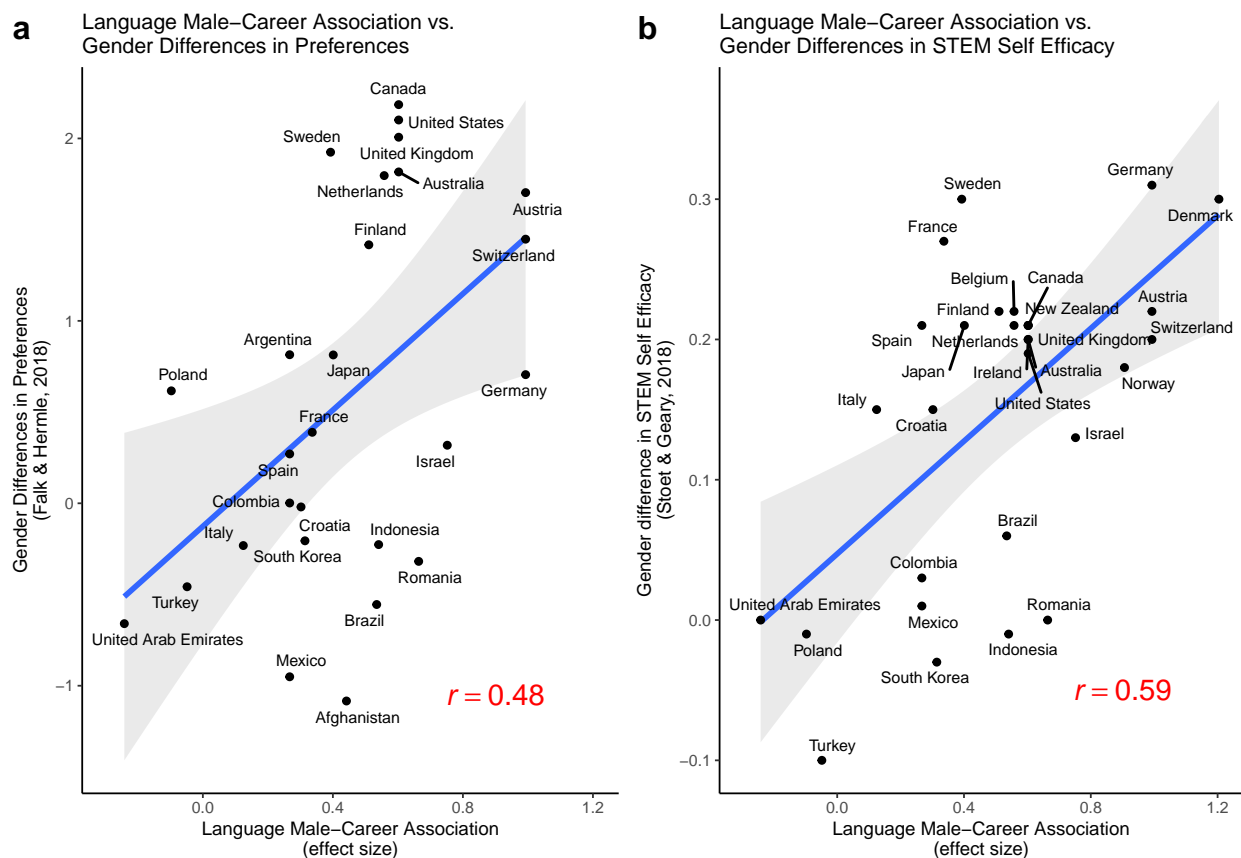 a
Language Male−Career Association vs.
Gender Differences in Preferences
Gender Differences in Preferences
(Falk & Hermle, 2018)
2
1
0
−1
Canada
United States
Sweden
United Kingdom
Netherlands
Australia
Austria
Finland
Switzerland
Argentina
Japan
Poland
Germany
France
Israel
Spain
Colombia
Croatia
Italy
South Korea
Indonesia
Romania
Turkey
Brazil
United Arab Emirates
Mexico
Afghanistan
r = 0.48
0.0
0.4
0.8
1.2
Language Male−Career Association
(effect size)
b
Language Male−Career Association vs.
Gender Differences in STEM Self Efficacy
Gender difference in STEM Self Efficacy
(Stoet & Geary, 2018)
0.3
0.2
0.1
0.0
−0.1
Germany
Sweden
Denmark
France
Belgium
Canada
Finland
New Zealand
Austria
Spain
Netherlands
United Kingdom
Switzerland
Japan
Ireland
Australia
Norway
United States
Italy
Croatia
Israel
Brazil
Colombia
United Arab Emirates
Mexico
Romania
Poland
Indonesia
South Korea
Turkey
r = 0.59
0.0
0.4
0.8
1.2
Language Male−Career Association
(effect size)